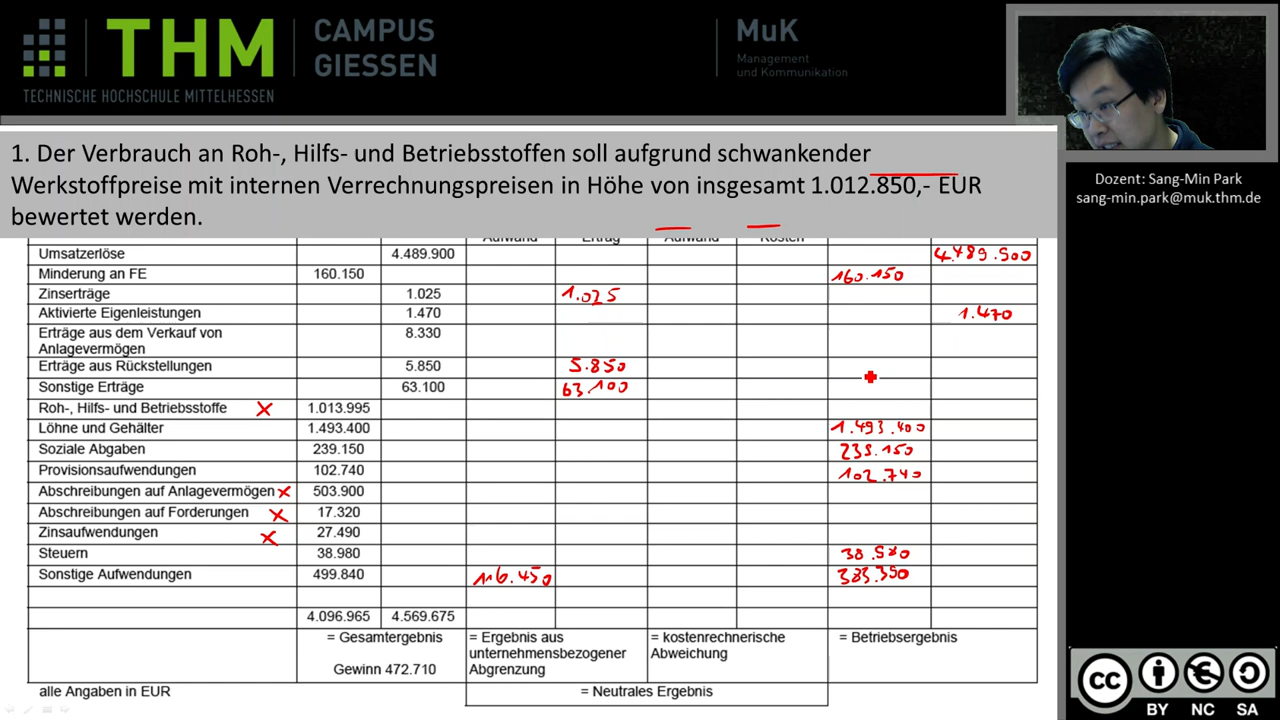 THM
CAMPUS
GIESSEN
TECHNISCHE HOCHSCHULE MITTELHESSEN
MuK
Management
und Kommunikation
Dozent: Sang-Min Park
sang-min.park@muk.thm.de
1. Der Verbrauch an Roh-, Hilfs- und Betriebsstoffen soll aufgrund schwankender
Werkstoffpreise mit internen Verrechnungspreisen in Höhe von insgesamt 1.012.850,- EUR
bewertet werden.
Aufwand Ertrag Aufwand Kosten
Umsatzerlöse 4.489.900 4.489.900
Minderung an FE 160.150 160.150
Zinserträge 1.025 1.025
Aktivierte Eigenleistungen 1.470 1.470
Erträge aus dem Verkauf von 8.330
Anlagevermögen
Erträge aus Rückstellungen 5.850 5.850
Sonstige Erträge 63.100 63.100
Roh-, Hilfs- und Betriebsstoffe x 1.013.995
Löhne und Gehälter 1.493.400 1.493.400
Soziale Abgaben 239.150 239.150
Provisionsaufwendungen 102.740 102.740
Abschreibungen auf Anlagevermögen x 503.900
Abschreibungen auf Forderungen x 17.320
Zinsaufwendungen x 27.490
Steuern 38.980 38.980
Sonstige Aufwendungen 499.840 116.450 383.390
4.096.965 4.569.675
= Gesamtergebnis = Ergebnis aus = kostenrechnerische = Betriebsergebnis
unternehmensbezogener Abweichung
Gewinn 472.710 Abgrenzung
alle Angaben in EUR = Neutrales Ergebnis
cc
BY NC SA